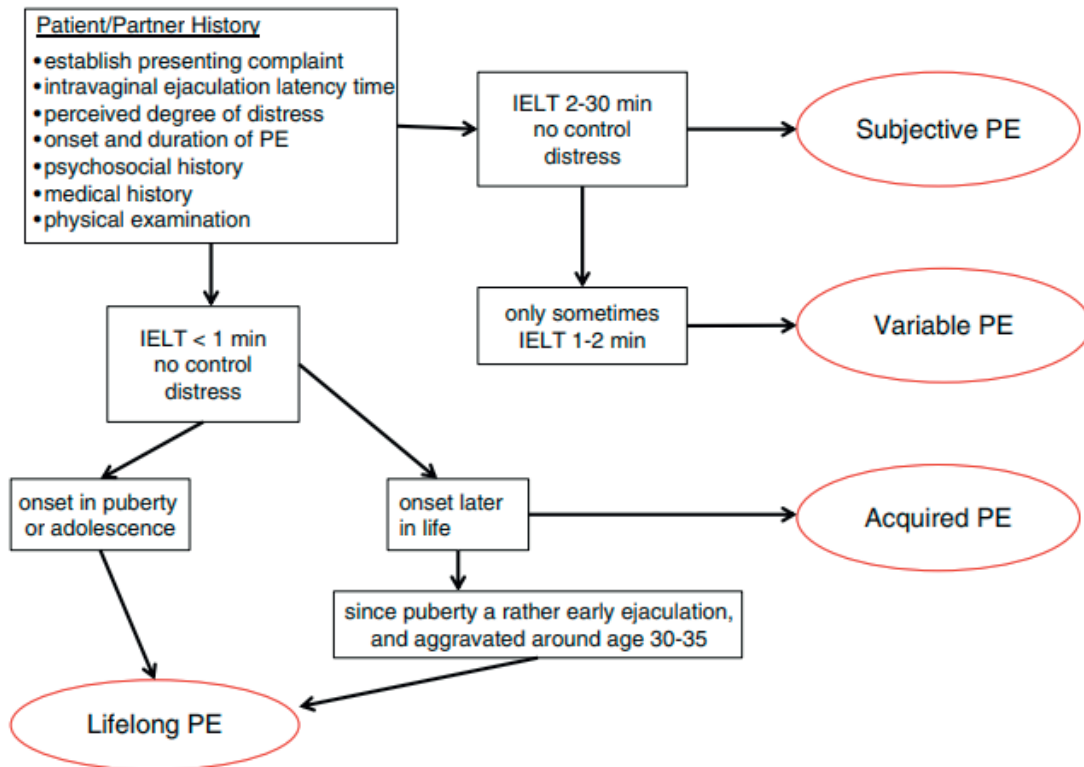 Patient/Partner History
•establish presenting complaint
•intravaginal ejaculation latency time
•perceived degree of distress
•onset and duration of PE
•psychosocial history
•medical history
•physical examination
IELT 2-30 min
no control
distress
Subjective PE
only sometimes
IELT 1-2 min
Variable PE
IELT < 1 min
no control
distress
onset in puberty
or adolescence
onset later
in life
Acquired PE
since puberty a rather early ejaculation,
and aggravated around age 30-35
Lifelong PE